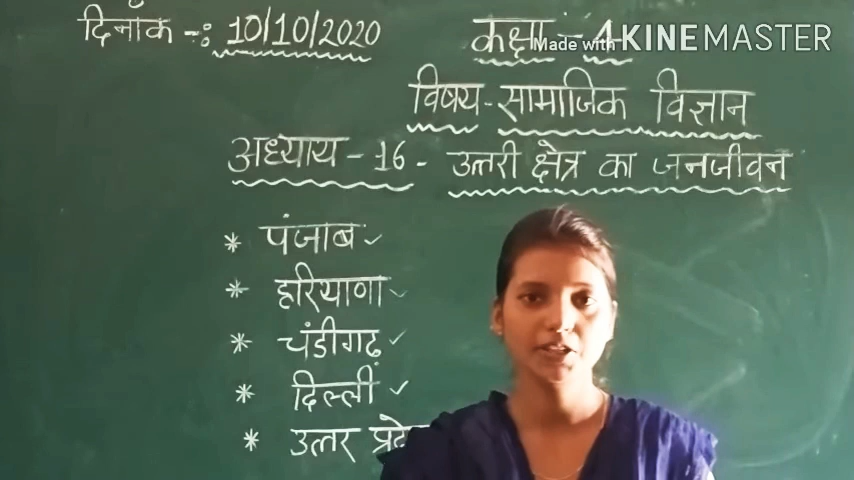 दिनाँक -: 10/10/2020
कक्षा - 4
Made with KINEMASTER
विषय - सामाजिक विज्ञान
अध्याय - 16 - उत्तरी क्षेत्र का जनजीवन
* पंजाब ✓
* हरियाणा ✓
* चंडीगढ़ ✓
* दिल्ली ✓
* उत्तर